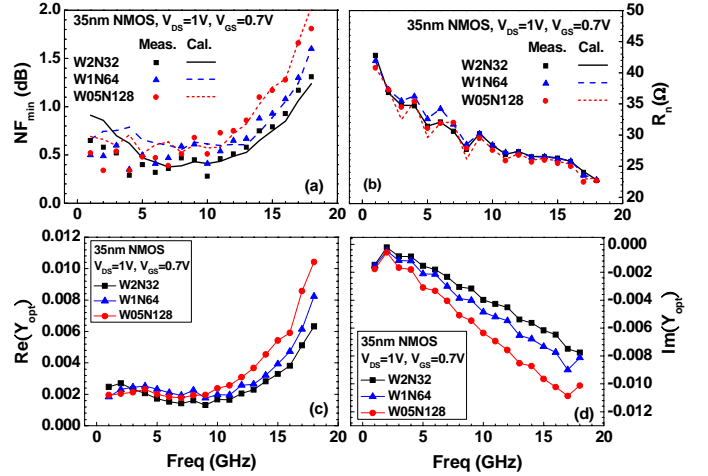 35nm NMOS, V_DS=1V, V_GS=0.7V
Meas. Cal.
W2N32
W1N64
W05N128
NF_min (dB)
2.0
1.5
1.0
0.5
0.0
0 5 10 15 20
(a)
35nm NMOS, V_DS=1V, V_GS=0.7V
Meas. Cal.
W2N32
W1N64
W05N128
R_n(Ω)
50
45
40
35
30
25
20
15
0 5 10 15 20
(b)
35nm NMOS
V_DS=1V, V_GS=0.7V
W2N32
W1N64
W05N128
Re(Y_opt)
0.012
0.010
0.008
0.006
0.004
0.002
0.000
0 5 10 15 20
(c)
Freq (GHz)
35nm NMOS
V_DS=1V, V_GS=0.7V
W2N32
W1N64
W05N128
Im(Y_opt)
0.000
-0.002
-0.004
-0.006
-0.008
-0.010
-0.012
0 5 10 15 20
(d)
Freq (GHz)